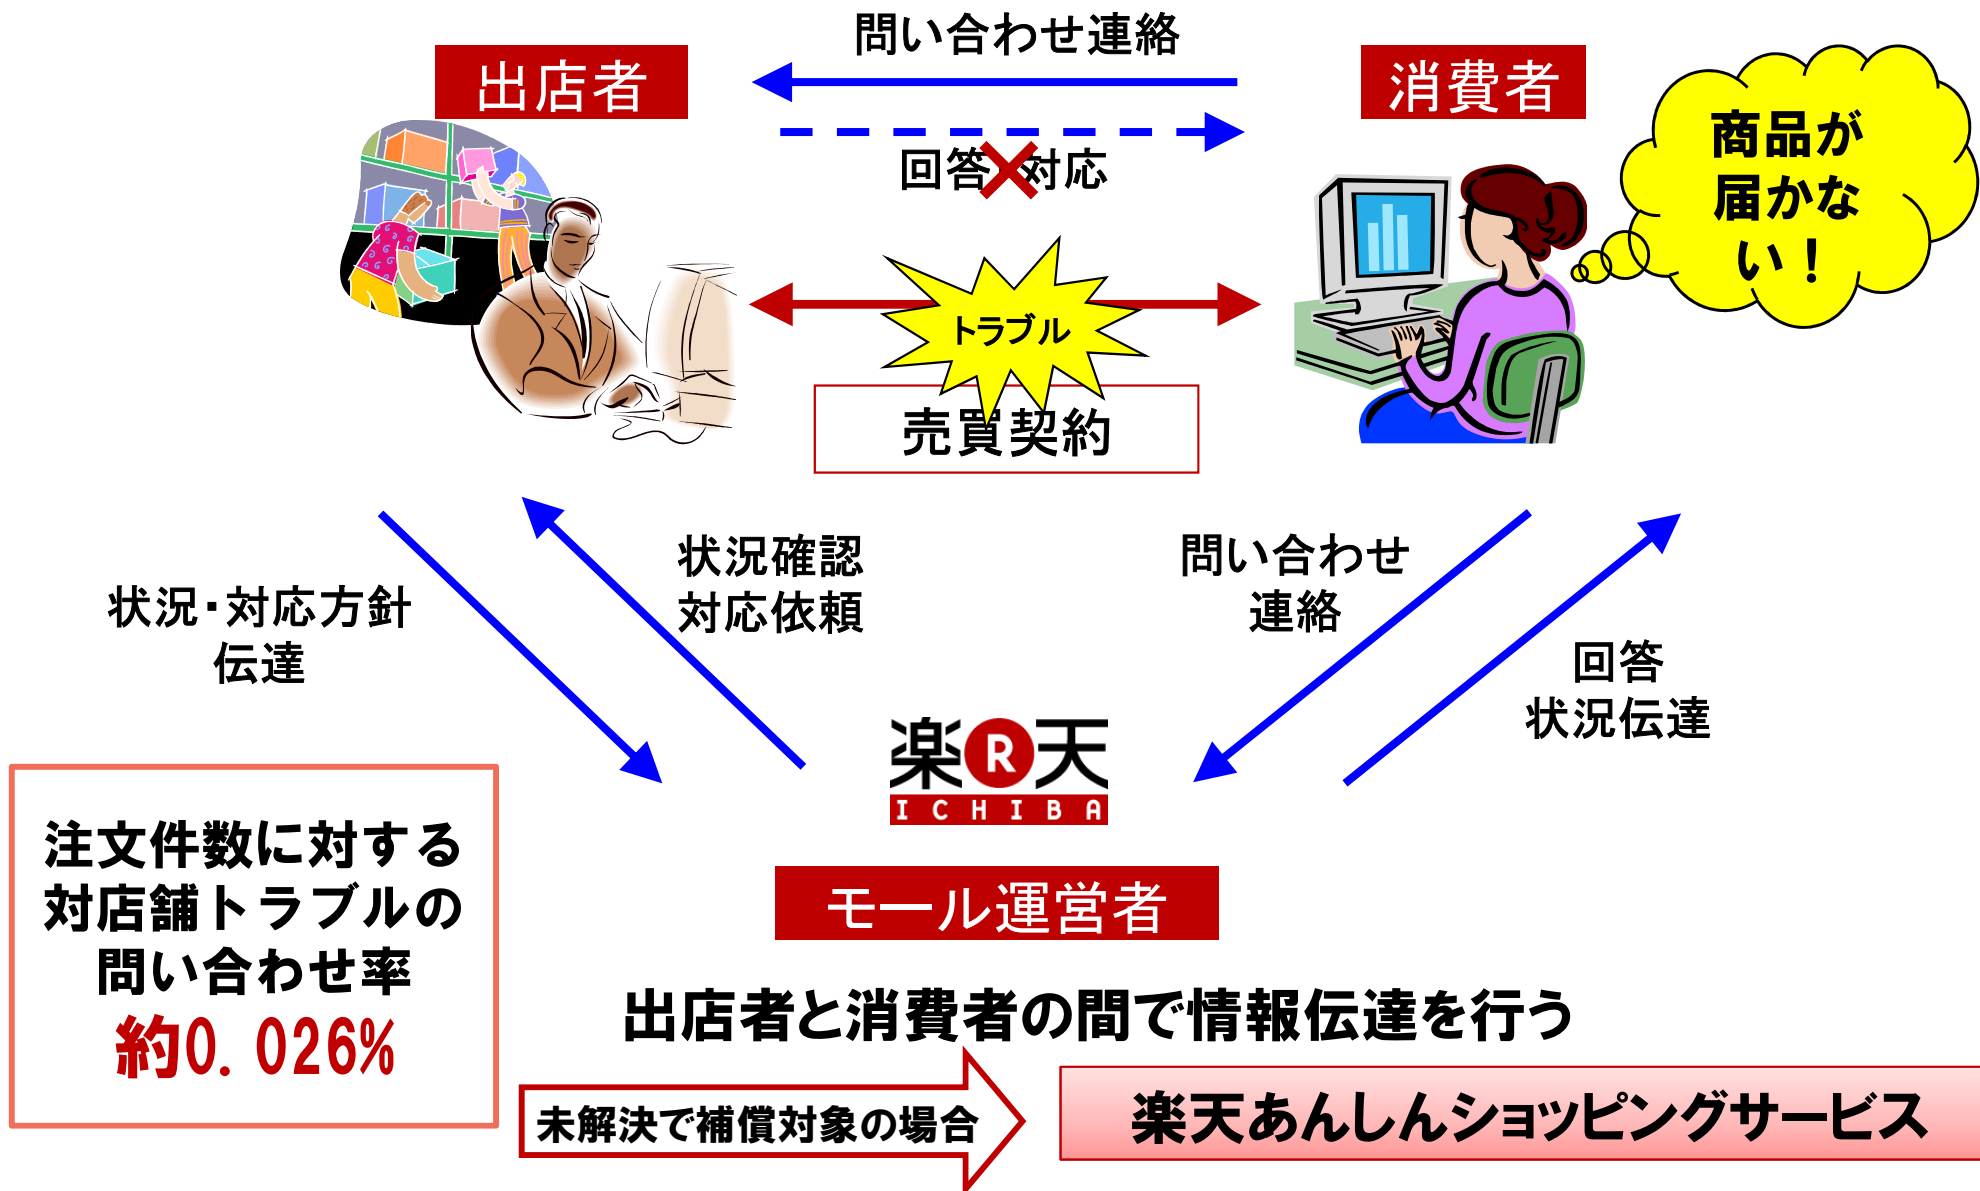 問い合わせ連絡
出店者
消費者
回答 対応
商品が
届かな
い！
トラブル
売買契約
状況・対応方針
伝達
状況確認
対応依頼
問い合わせ
連絡
回答
状況伝達
楽R天
ICHIBA
モール運営者
注文件数に対する
対店舗トラブルの
問い合わせ率
約0.026%
出店者と消費者の間で情報伝達を行う
未解決で補償対象の場合
楽天あんしんショッピングサービス